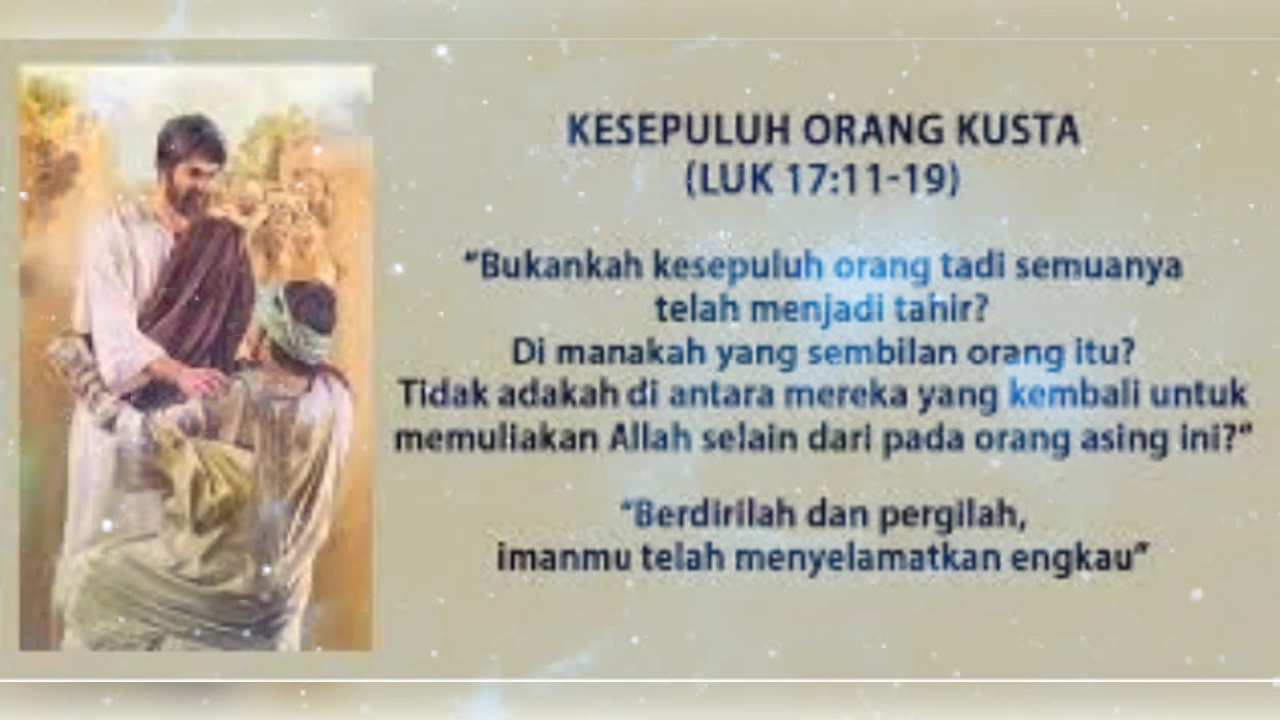 KESEPULUH ORANG KUSTA
(LUK 17:11-19)
"Bukankah kesepuluh orang tadi semuanya
telah menjadi tahir?
Di manakah yang sembilan orang itu?
Tidak adakah di antara mereka yang kembali untuk
memuliakan Allah selain dari pada orang asing ini?"
"Berdirilah dan pergilah,
imanmu telah menyelamatkan engkau"